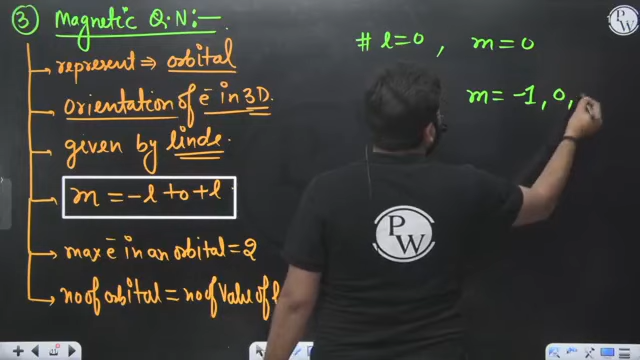 ③ Magnetic Q.N:—
represent ⇒ orbital
orientation of e̅ in 3D.
given by linde.
m = -l to +l
max e̅ in an orbital = 2
no of orbital = no of value of l
# l=0, m=0
m = -1, 0,
PW